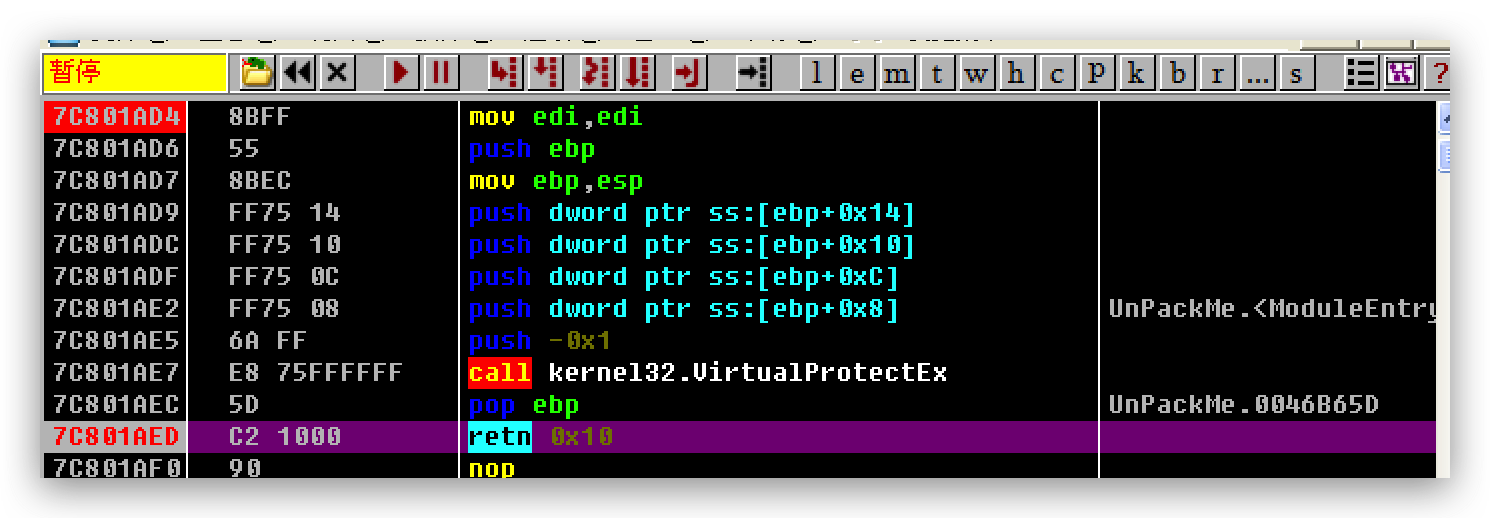 暂停 l e m t w h c P k b r ... s ?
7C801AD4 8BFF mov edi,edi
7C801AD6 55 push ebp
7C801AD7 8BEC mov ebp,esp
7C801AD9 FF75 14 push dword ptr ss:[ebp+0x14]
7C801ADC FF75 10 push dword ptr ss:[ebp+0x10]
7C801ADF FF75 0C push dword ptr ss:[ebp+0xC]
7C801AE2 FF75 08 push dword ptr ss:[ebp+0x8] UnPackMe.<ModuleEntry
7C801AE5 6A FF push -0x1
7C801AE7 E8 75FFFFFF call kernel32.VirtualProtectEx
7C801AEC 5D pop ebp UnPackMe.0046B65D
7C801AED C2 1000 retn 0x10
7C801AF0 90 nop